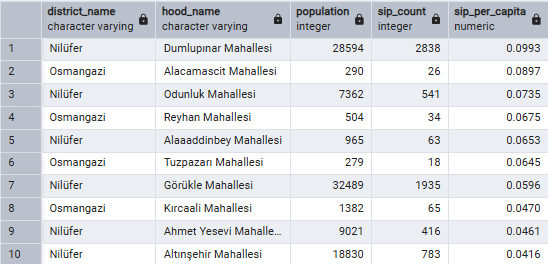 district_name hood_name population sip_count sip_per_capita
character varying character varying integer integer numeric
1 Nilüfer Dumlupınar Mahallesi 28594 2838 0.0993
2 Osmangazi Alacamascit Mahallesi 290 26 0.0897
3 Nilüfer Odunluk Mahallesi 7362 541 0.0735
4 Osmangazi Reyhan Mahallesi 504 34 0.0675
5 Nilüfer Alaaaddinbey Mahallesi 965 63 0.0653
6 Osmangazi Tuzpazarı Mahallesi 279 18 0.0645
7 Nilüfer Görükle Mahallesi 32489 1935 0.0596
8 Osmangazi Kırcaali Mahallesi 1382 65 0.0470
9 Nilüfer Ahmet Yesevi Mahalle... 9021 416 0.0461
10 Nilüfer Altınşehir Mahallesi 18830 783 0.0416